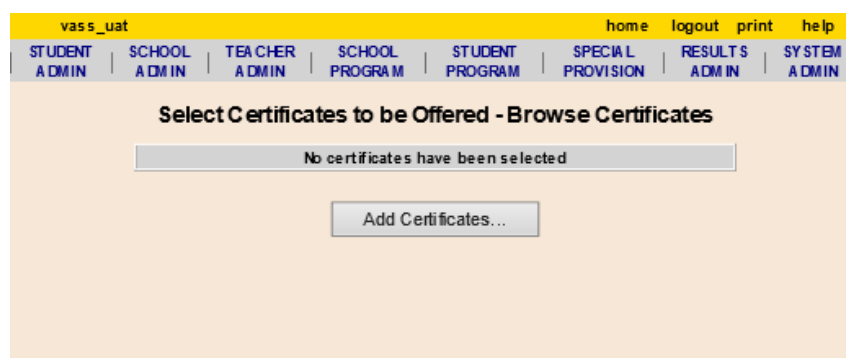 vass_uat home logout print help
STUDENT | SCHOOL | TEACHER | SCHOOL | STUDENT | SPECIAL | RESULTS | SYSTEM
ADMIN ADMIN ADMIN PROGRAM PROGRAM PROVISION ADMIN ADMIN
Select Certificates to be Offered - Browse Certificates
No certificates have been selected
Add Certificates...